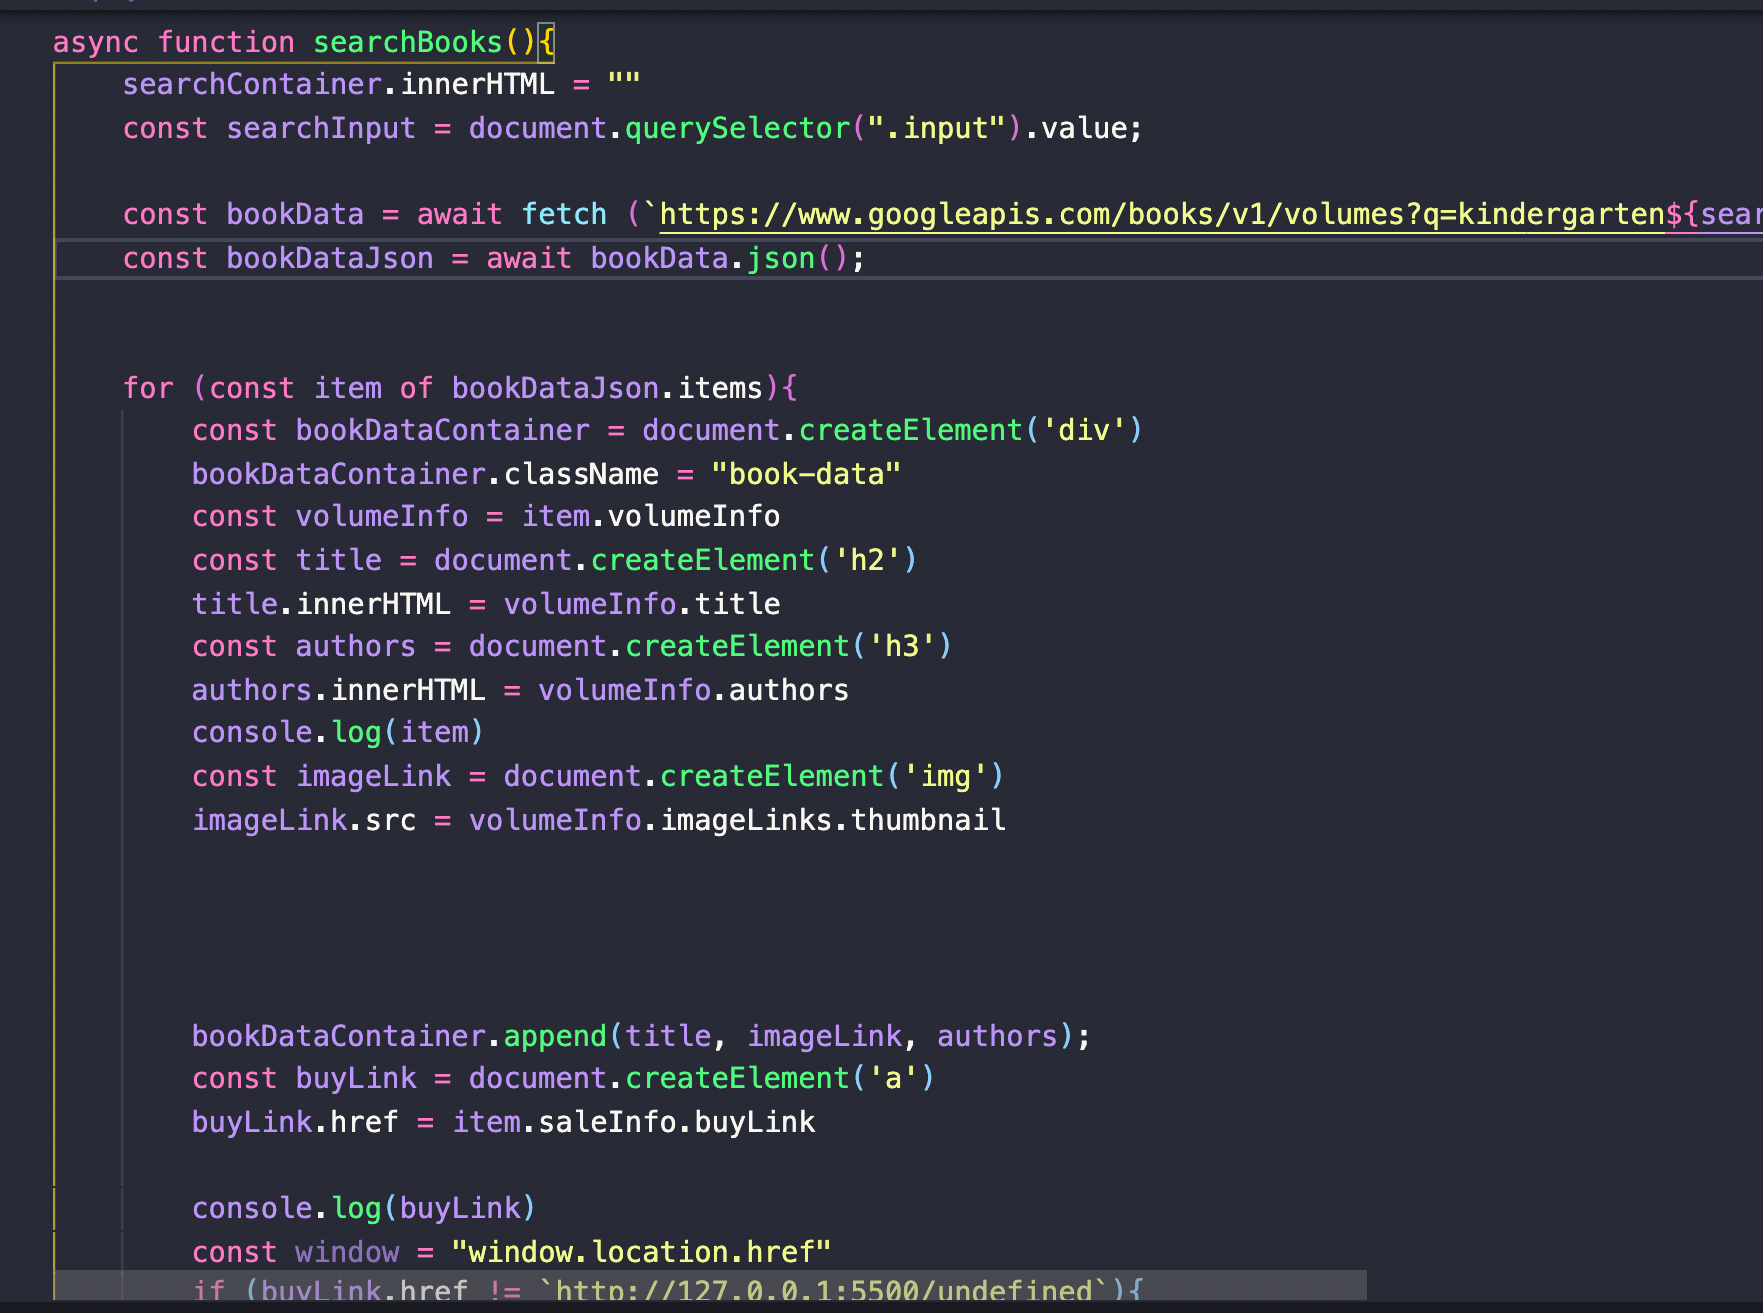 async function searchBooks(){
searchContainer.innerHTML = ""
const searchInput = document.querySelector(".input").value;
const bookData = await fetch (`https://www.googleapis.com/books/v1/volumes?q=kindergarten${sear
const bookDataJson = await bookData.json();
for (const item of bookDataJson.items){
const bookDataContainer = document.createElement('div')
bookDataContainer.className = "book-data"
const volumeInfo = item.volumeInfo
const title = document.createElement('h2')
title.innerHTML = volumeInfo.title
const authors = document.createElement('h3')
authors.innerHTML = volumeInfo.authors
console.log(item)
const imageLink = document.createElement('img')
imageLink.src = volumeInfo.imageLinks.thumbnail
bookDataContainer.append(title, imageLink, authors);
const buyLink = document.createElement('a')
buyLink.href = item.saleInfo.buyLink
console.log(buyLink)
const window = "window.location.href"
if (buyLink.href != `http://127.0.0.1:5500/undefined`){